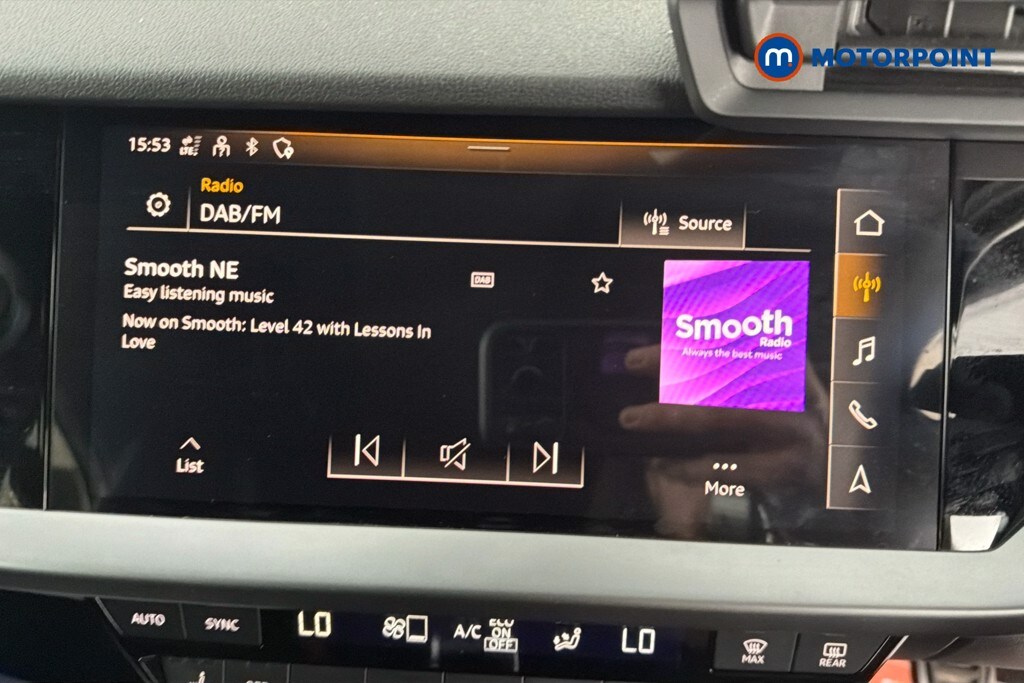 m MOTORPOINT
15:53 LTE
Radio
DAB/FM
Source
Smooth NE
DAB
Easy listening music
Now on Smooth: Level 42 with Lessons In
Love
Smooth
Radio
Always the best music
List
More
AUTO
SYNC
LO
A/C
ECO
ON
OFF
LO
MAX
REAR